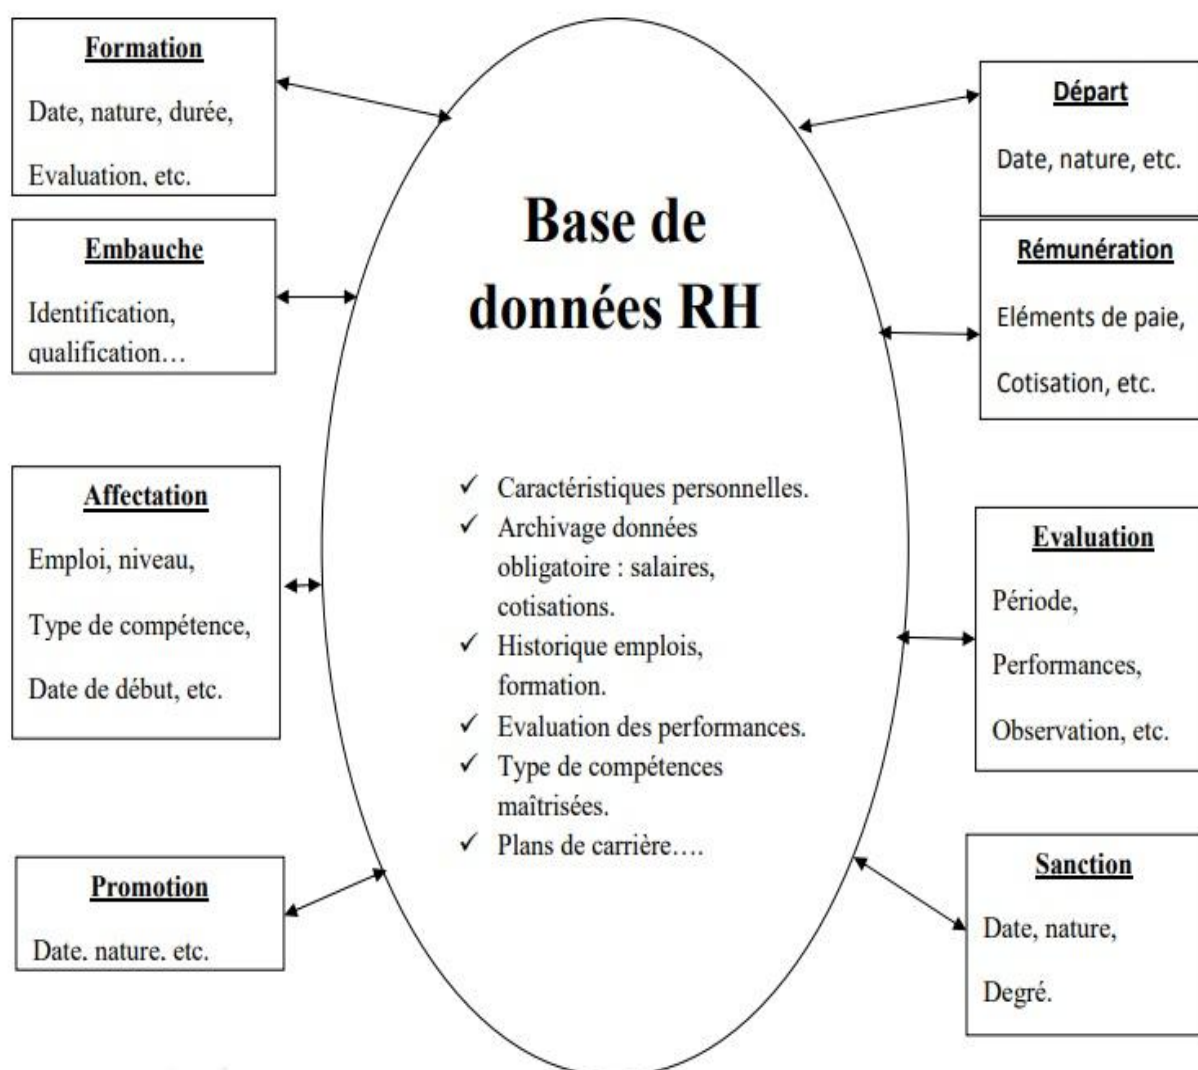 Formation
Date, nature, durée,
Evaluation, etc.
Embauche
Identification,
qualification…
Affectation
Emploi, niveau,
Type de compétence,
Date de début, etc.
Promotion
Date, nature, etc.
Base de
données RH
✓ Caractéristiques personnelles.
✓ Archivage données
obligatoire : salaires,
cotisations.
✓ Historique emplois,
formation.
✓ Evaluation des performances.
✓ Type de compétences
maîtrisées.
✓ Plans de carrière….
Départ
Date, nature, etc.
Rémunération
Eléments de paie,
Cotisation, etc.
Evaluation
Période,
Performances,
Observation, etc.
Sanction
Date, nature,
Degré.